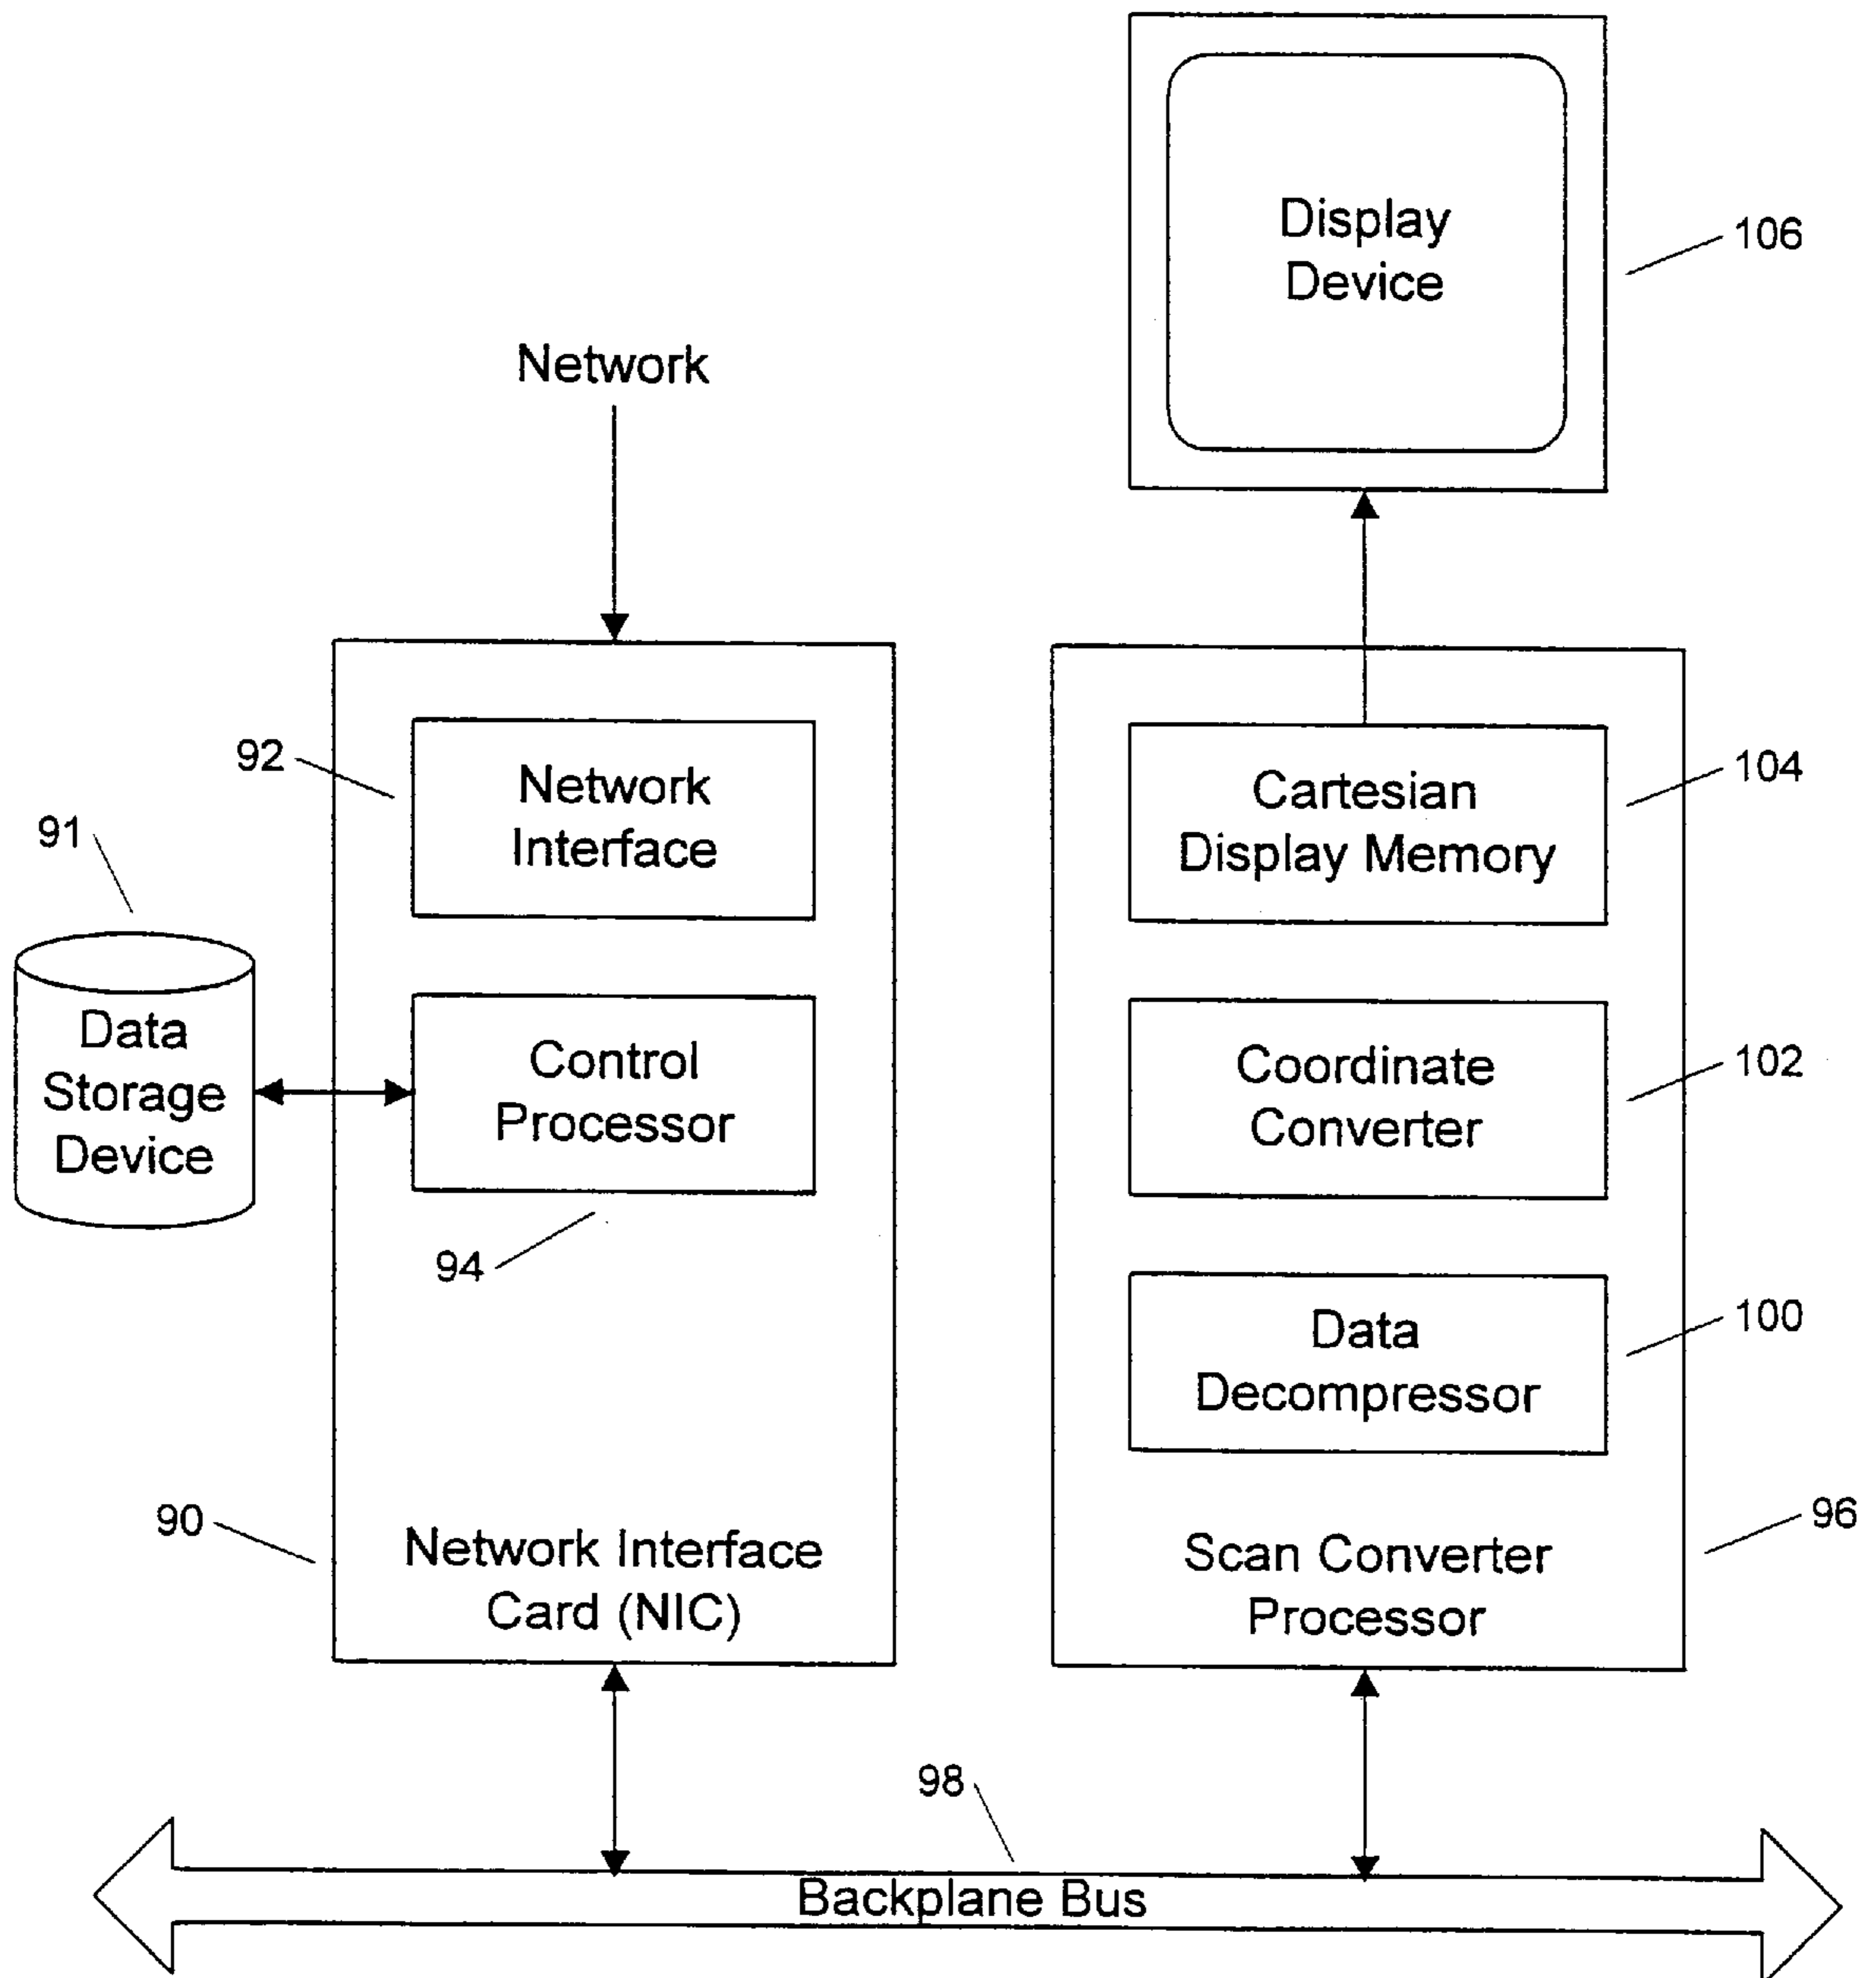 Display
Device
106
Network
92
Network
Interface
Cartesian
Display Memory
104
91
Data
Storage
Device
Control
Processor
94
Coordinate
Converter
102
Data
Decompressor
100
90
Network Interface
Card (NIC)
Scan Converter
Processor
96
98
Backplane Bus